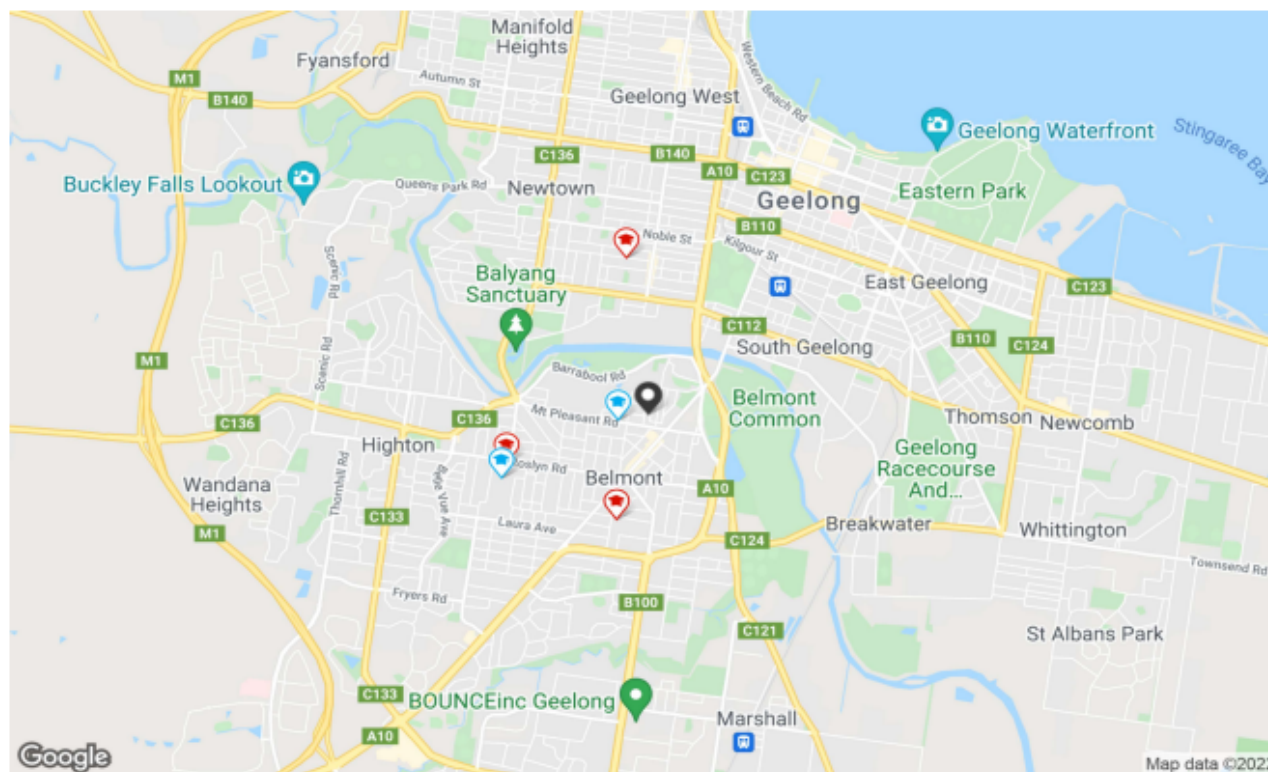 Manifold
Heights
Fyansford
M1
B140
Autumn St
Geelong West
Western Beach Rd
Geelong Waterfront
Stingaree Bay
C136
B140
A10
C123
Buckley Falls Lookout
Queens Park Rd
Newtown
Eastern Park
Geelong
B110
Noble St
Kilgour St
Scenic Rd
Balyang
Sanctuary
East Geelong
C123
C112
B110
C124
M1
Scenic Rd
South Geelong
Barrabool Rd
Belmont
Common
Mt Pleasant Rd
C136
C136
Thomson
Newcomb
Highton
Geelong
Racecourse
And...
Roslyn Rd
Belmont
Wandana
Heights
Thornhill Rd
Belle Vue Ave
A10
C133
Laura Ave
Breakwater
Whittington
M1
C124
Townsend Rd
Fryers Rd
B100
C121
St Albans Park
C133
BOUNCEinc Geelong
Marshall
A10
Google
Map data ©2022